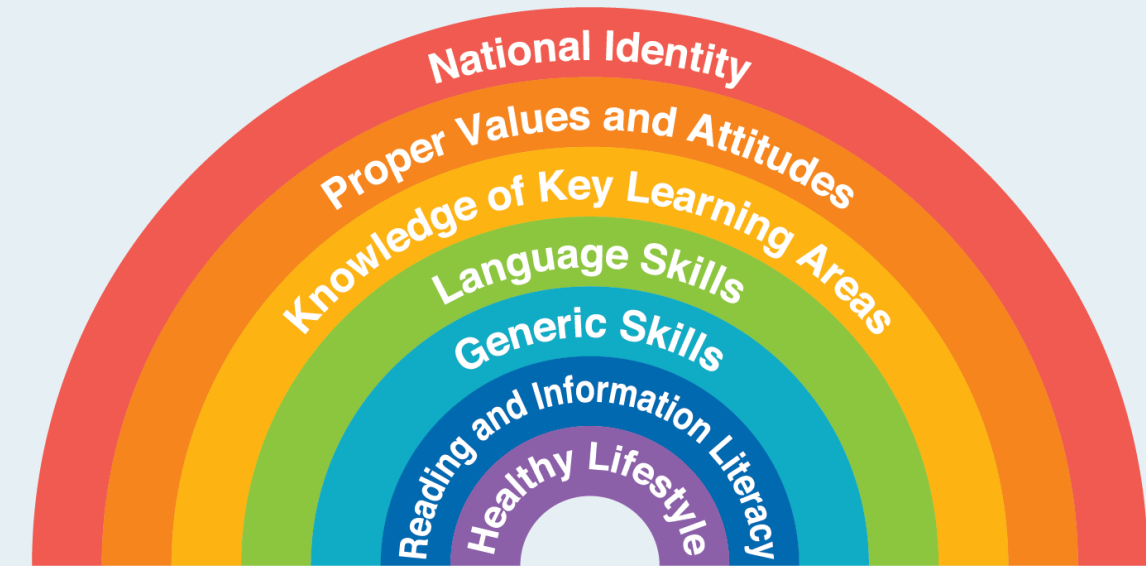 National Identity
Proper Values and Attitudes
Knowledge of Key Learning Areas
Language Skills
Generic Skills
Reading and Information Literacy
Healthy Lifestyle